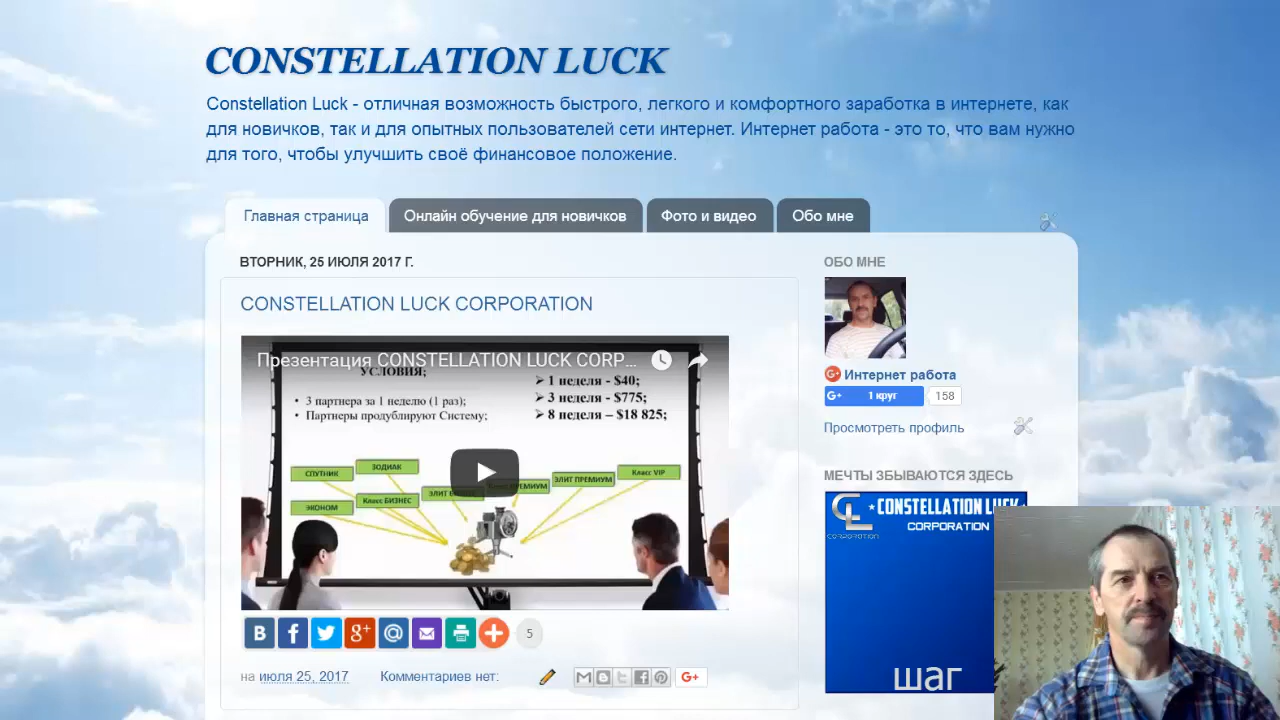 CONSTELLATION LUCK
Constellation Luck - отличная возможность быстрого, легкого и комфортного заработка в интернете, как
для новичков, так и для опытных пользователей сети интернет. Интернет работа - это то, что вам нужно
для того, чтобы улучшить своё финансовое положение.
Главная страница
Онлайн обучение для новичков
Фото и видео
Обо мне
ВТОРНИК, 25 ИЮЛЯ 2017 Г.
CONSTELLATION LUCK CORPORATION
Презентация CONSTELLATION LUCK CORP...
УСЛОВИЯ;
• 3 партнера за 1 неделю (1 раз);
• Партнеры продублируют Систему;
➢ 1 неделя - $40;
➢ 3 неделя - $775;
➢ 8 неделя – $18 825;
СПУТНИК
ЗОДИАК
ЭКОНОМ
Класс БИЗНЕС
ЭЛИТ
ПРЕМИУМ
ЭЛИТ ПРЕМИУМ
Класс VIP
5
на июля 25, 2017
Комментариев нет:
ОБО МНЕ
Интернет работа
G+ 1 круг
158
Просмотреть профиль
МЕЧТЫ ЗБЫВАЮТСЯ ЗДЕСЬ
CL
CORPORATION
CONSTELLATION LUCK
CORPORATION
шаг